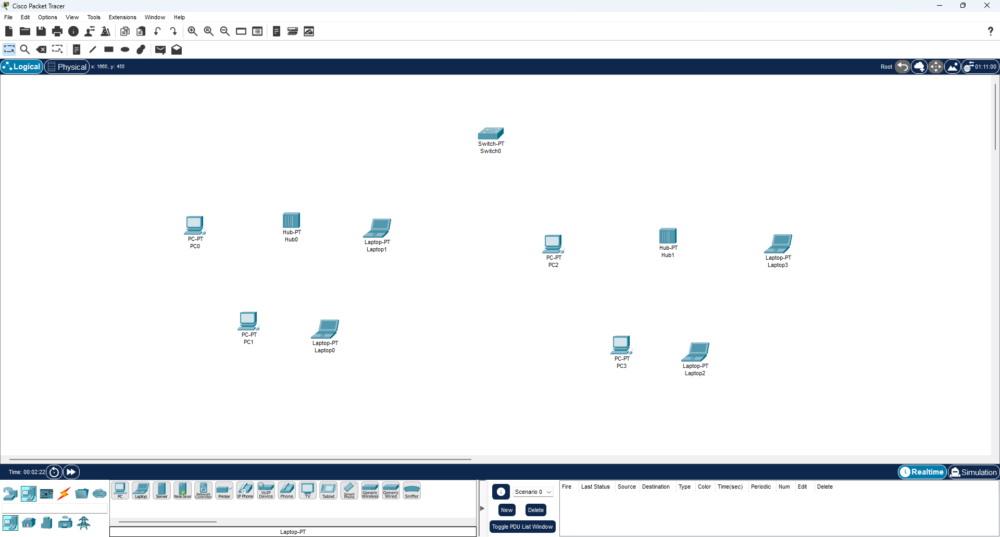 Cisco Packet Tracer
File Edit Options View Tools Extensions Window Help
Logical Physical x: 1665, y: 455 Root 01:11:00
Switch-PT
Switch0
PC-PT
PC0
Hub-PT
Hub0
Laptop-PT
Laptop1
PC-PT
PC2
Hub-PT
Hub1
Laptop-PT
Laptop3
PC-PT
PC1
Laptop-PT
Laptop0
PC-PT
PC3
Laptop-PT
Laptop2
Time: 00:02:22 Realtime Simulation
PC Laptop Server Meraki Server Network Controller Printer IP Phone VoIP Device Phone TV Tablet Smart Phone Generic Wireless Generic Wired Sniffer
Laptop-PT
Scenario 0
New Delete
Toggle PDU List Window
Fire Last Status Source Destination Type Color Time(sec) Periodic Num Edit Delete